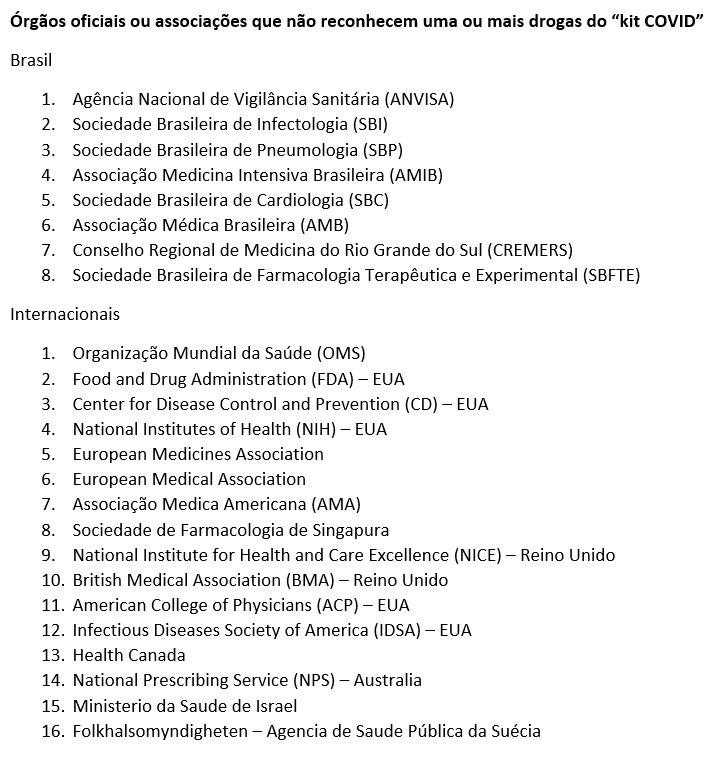 Órgãos oficiais ou associações que não reconhecem uma ou mais drogas do “kit COVID”
Brasil
1. Agência Nacional de Vigilância Sanitária (ANVISA)
2. Sociedade Brasileira de Infectologia (SBI)
3. Sociedade Brasileira de Pneumologia (SBP)
4. Associação Medicina Intensiva Brasileira (AMIB)
5. Sociedade Brasileira de Cardiologia (SBC)
6. Associação Médica Brasileira (AMB)
7. Conselho Regional de Medicina do Rio Grande do Sul (CREMERS)
8. Sociedade Brasileira de Farmacologia Terapêutica e Experimental (SBFTE)
Internacionais
1. Organização Mundial da Saúde (OMS)
2. Food and Drug Administration (FDA) – EUA
3. Center for Disease Control and Prevention (CD) – EUA
4. National Institutes of Health (NIH) – EUA
5. European Medicines Association
6. European Medical Association
7. Associação Medica Americana (AMA)
8. Sociedade de Farmacologia de Singapura
9. National Institute for Health and Care Excellence (NICE) – Reino Unido
10. British Medical Association (BMA) – Reino Unido
11. American College of Physicians (ACP) – EUA
12. Infectious Diseases Society of America (IDSA) – EUA
13. Health Canada
14. National Prescribing Service (NPS) – Australia
15. Ministerio da Saude de Israel
16. Folkhalsomyndigheten – Agencia de Saude Pública da Suécia